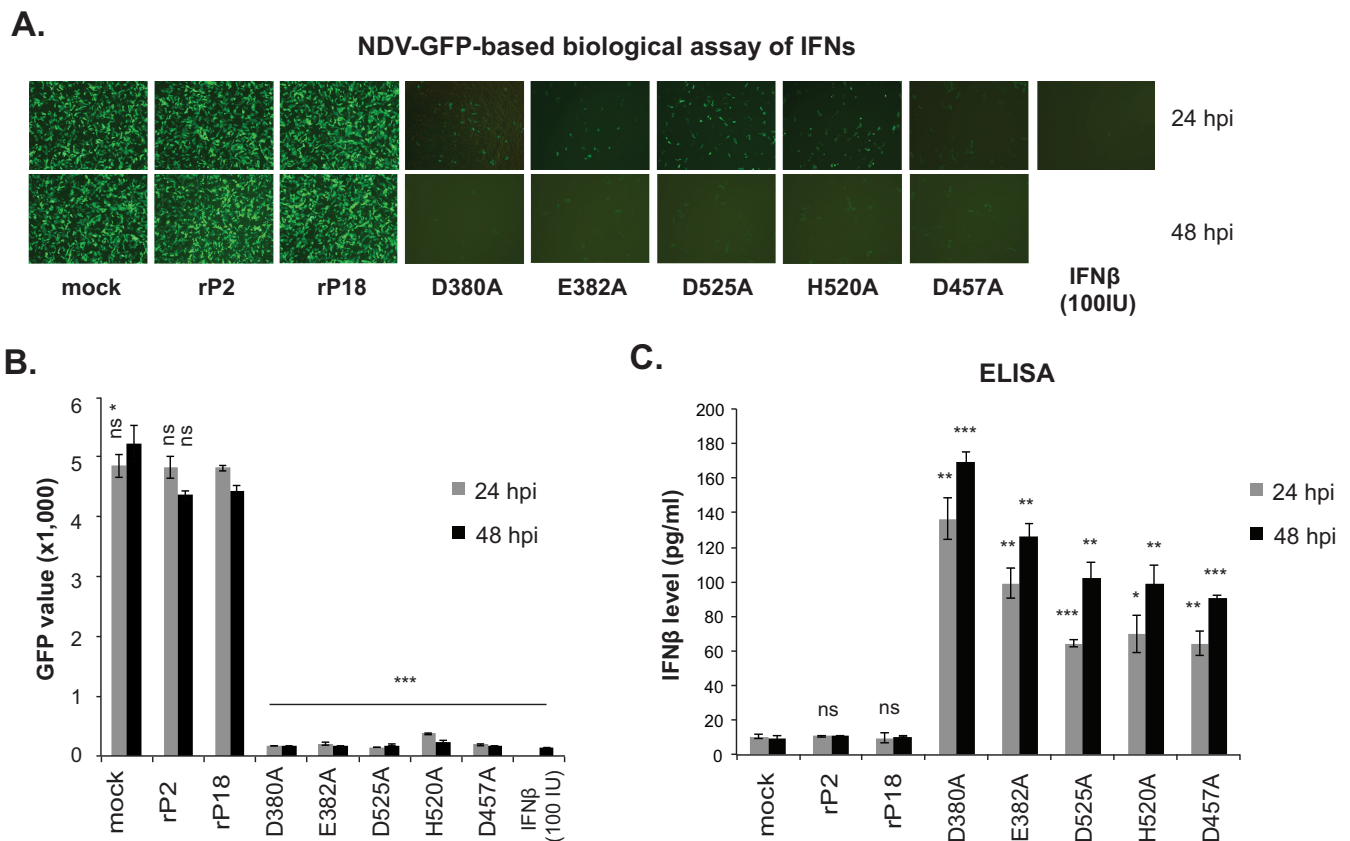 A.
NDV-GFP-based biological assay of IFNs
24 hpi
48 hpi
mock rP2 rP18 D380A E382A D525A H520A D457A IFNβ
(100IU)
B.
GFP value (x1,000)
6
5
4
3
2
1
0
ns * ns ns
***
24 hpi
48 hpi
mock rP2 rP18 D380A E382A D525A H520A D457A IFNβ
(100 IU)
C.
ELISA
IFNβ level (pg/ml)
200
180
160
140
120
100
80
60
40
20
10
0
ns ns ** *** ** ** *** ** * ** ** ***
24 hpi
48 hpi
mock rP2 rP18 D380A E382A D525A H520A D457A